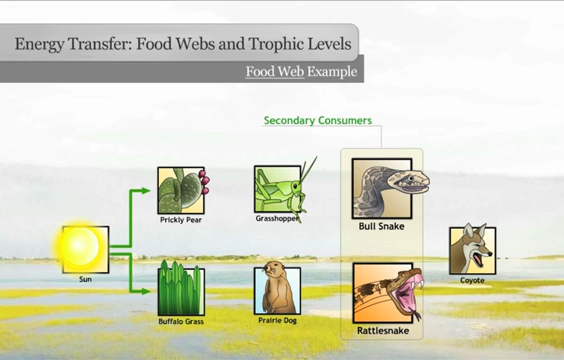 Energy Transfer: Food Webs and Trophic Levels
Food Web Example
Secondary Consumers
Prickly Pear
Grasshopper
Bull Snake
Sun
Coyote
Buffalo Grass
Prairie Dog
Rattlesnake